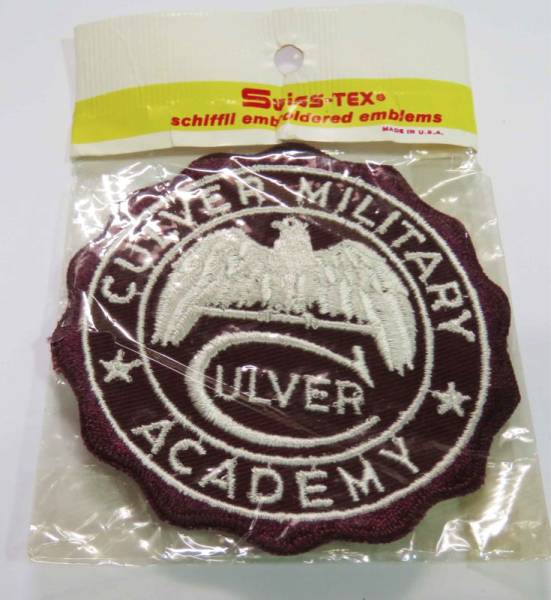 Swiss-TEX®
schiffli embroidered emblems
MADE IN U.S.A.
CULVER MILITARY
CULVER
ACADEMY